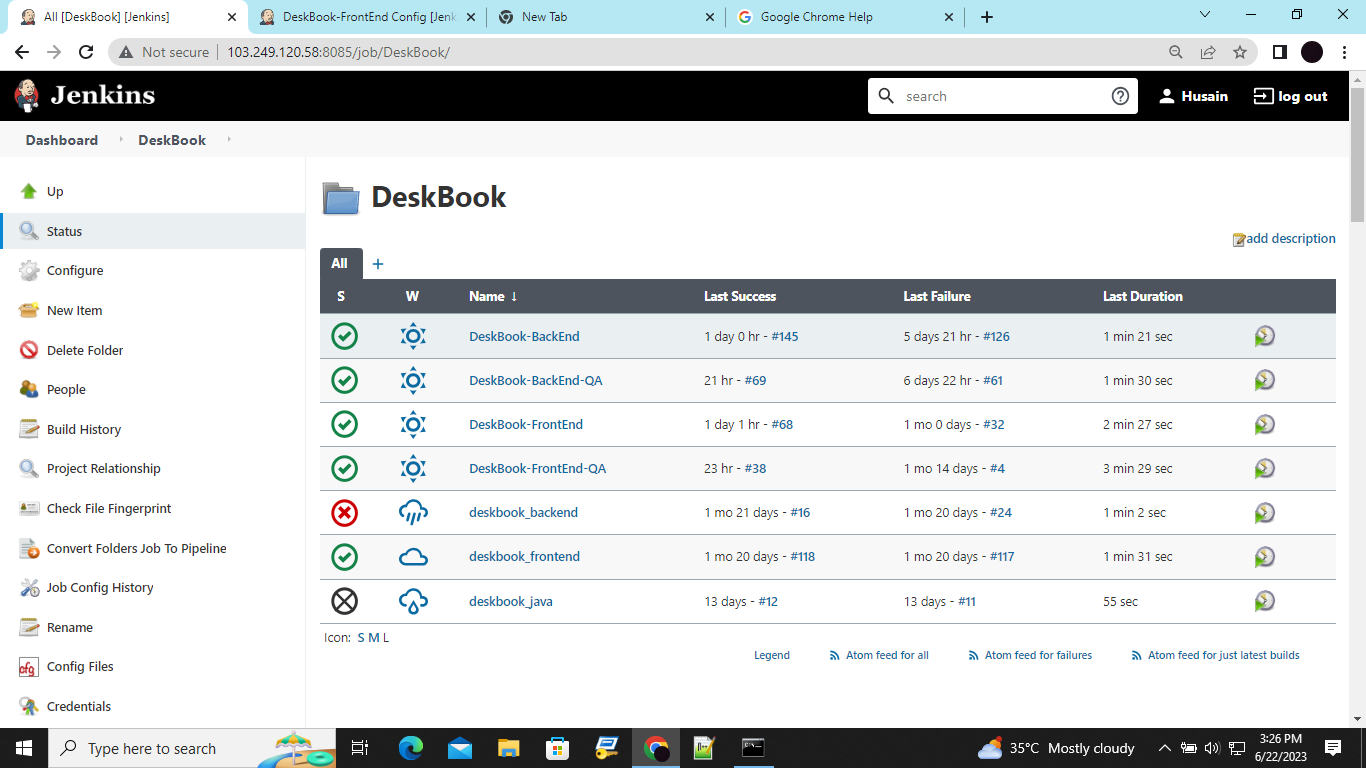 All [DeskBook] [Jenkins]
DeskBook-FrontEnd Config [Jenk
New Tab
Google Chrome Help
Not secure
103.249.120.58:8085/job/DeskBook/
Jenkins
search
Husain
log out
Dashboard
DeskBook
Up
Status
Configure
New Item
Delete Folder
People
Build History
Project Relationship
Check File Fingerprint
Convert Folders Job To Pipeline
Job Config History
Rename
cfg Config Files
Credentials
DeskBook
add description
All +
S W Name ↓ Last Success Last Failure Last Duration
DeskBook-BackEnd 1 day 0 hr - #145 5 days 21 hr - #126 1 min 21 sec
DeskBook-BackEnd-QA 21 hr - #69 6 days 22 hr - #61 1 min 30 sec
DeskBook-FrontEnd 1 day 1 hr - #68 1 mo 0 days - #32 2 min 27 sec
DeskBook-FrontEnd-QA 23 hr - #38 1 mo 14 days - #4 3 min 29 sec
deskbook_backend 1 mo 21 days - #16 1 mo 20 days - #24 1 min 2 sec
deskbook_frontend 1 mo 20 days - #118 1 mo 20 days - #117 1 min 31 sec
deskbook_java 13 days - #12 13 days - #11 55 sec
Icon: S M L
Legend Atom feed for all Atom feed for failures Atom feed for just latest builds
Type here to search
35°C Mostly cloudy
3:26 PM
6/22/2023